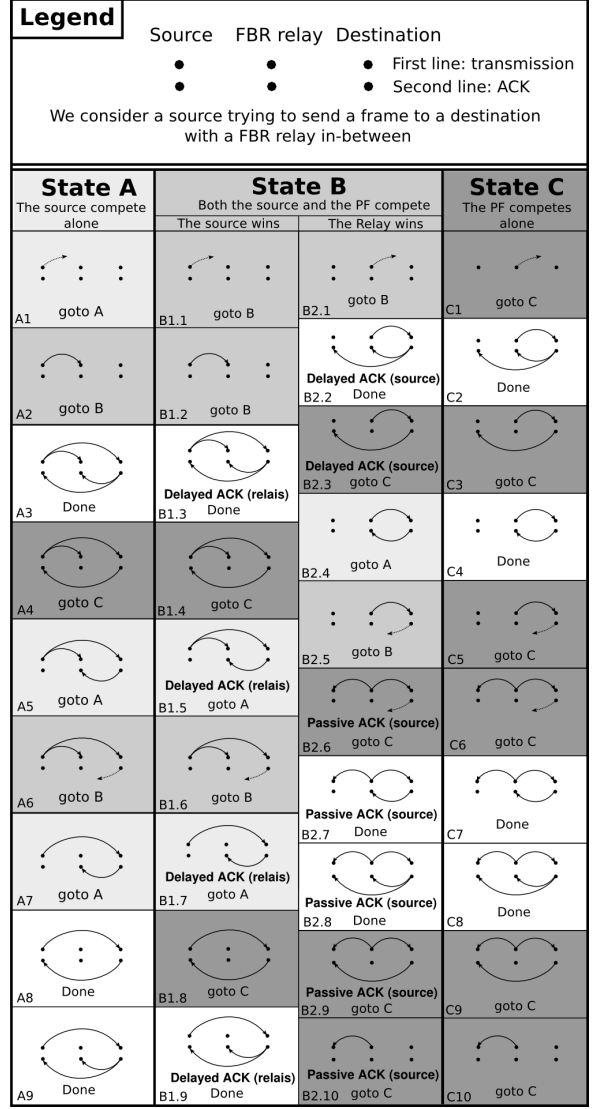 Legend
Source FBR relay Destination
First line: transmission
Second line: ACK
We consider a source trying to send a frame to a destination
with a FBR relay in-between
State A
The source compete
alone
State B
Both the source and the PF compete
The source wins
The Relay wins
State C
The PF competes
alone
A1 goto A
A2 goto B
A3 Done
A4 goto C
A5 goto A
A6 goto B
A7 goto A
A8 Done
A9 Done
B1.1 goto B
B1.2 goto B
Delayed ACK (relais)
B1.3 Done
B1.4 goto C
Delayed ACK (relais)
B1.5 goto A
B1.6 goto B
Delayed ACK (relais)
B1.7 goto A
B1.8 goto C
Delayed ACK (relais)
B1.9 Done
B2.1 goto B
Delayed ACK (source)
B2.2 Done
Delayed ACK (source)
B2.3 goto C
B2.4 goto A
B2.5 goto B
Passive ACK (source)
B2.6 goto C
Passive ACK (source)
B2.7 Done
Passive ACK (source)
B2.8 Done
Passive ACK (source)
B2.9 goto C
Passive ACK (source)
B2.10 goto C
C1 goto C
C2 Done
C3 goto C
C4 Done
C5 goto C
C6 goto C
C7 Done
C8 Done
C9 goto C
C10 goto C